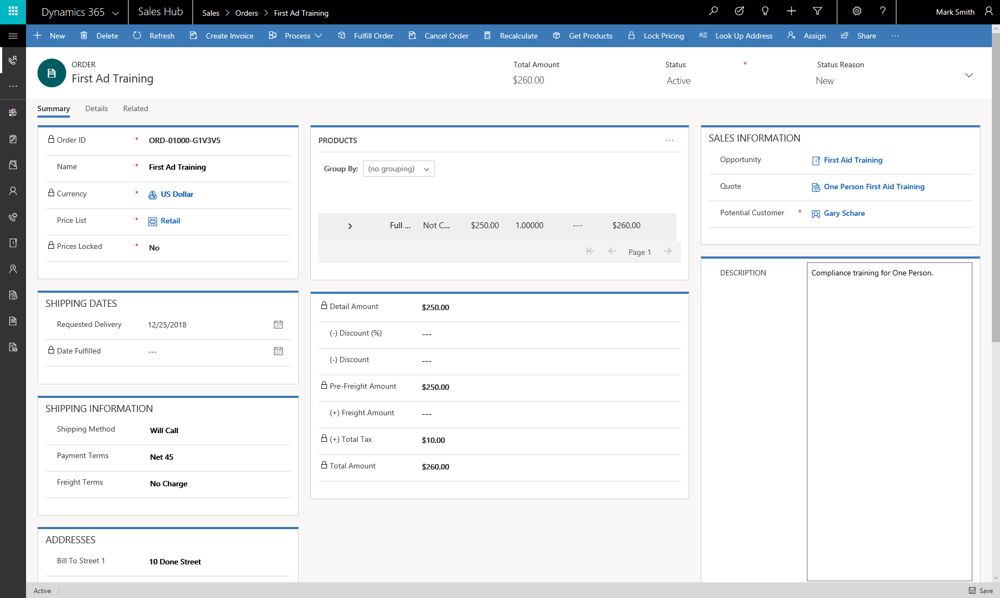 Dynamics 365
Sales Hub
Sales > Orders > First Ad Training
Mark Smith
New
Delete
Refresh
Create Invoice
Process
Fulfill Order
Cancel Order
Recalculate
Get Products
Lock Pricing
Look Up Address
Assign
Share
...
ORDER
First Ad Training
Total Amount
$260.00
Status *
Active
Status Reason
New
Summary
Details
Related
Order ID * ORD-01000-G1V3V5
Name * First Ad Training
Currency * US Dollar
Price List * Retail
Prices Locked * No
SHIPPING DATES
Requested Delivery 12/25/2018
Date Fulfilled ---
SHIPPING INFORMATION
Shipping Method Will Call
Payment Terms Net 45
Freight Terms No Charge
ADDRESSES
Bill To Street 1 10 Done Street
PRODUCTS ...
Group By: (no grouping)
Full ... Not C... $250.00 1.00000 --- $260.00
Page 1
Detail Amount $250.00
(-) Discount (%) ---
(-) Discount ---
Pre-Freight Amount $250.00
(+) Freight Amount ---
(+) Total Tax $10.00
Total Amount $260.00
SALES INFORMATION
Opportunity First Aid Training
Quote One Person First Aid Training
Potential Customer * Gary Schare
DESCRIPTION Compliance training for One Person.
Active
Save